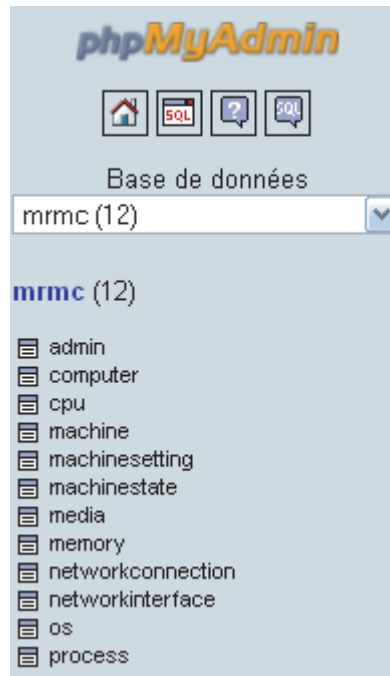 phpMyAdmin
SQL ? SQL
Base de données
mrmc (12)
mrmc (12)
admin
computer
cpu
machine
machinesetting
machinestate
media
memory
networkconnection
networkinterface
os
process